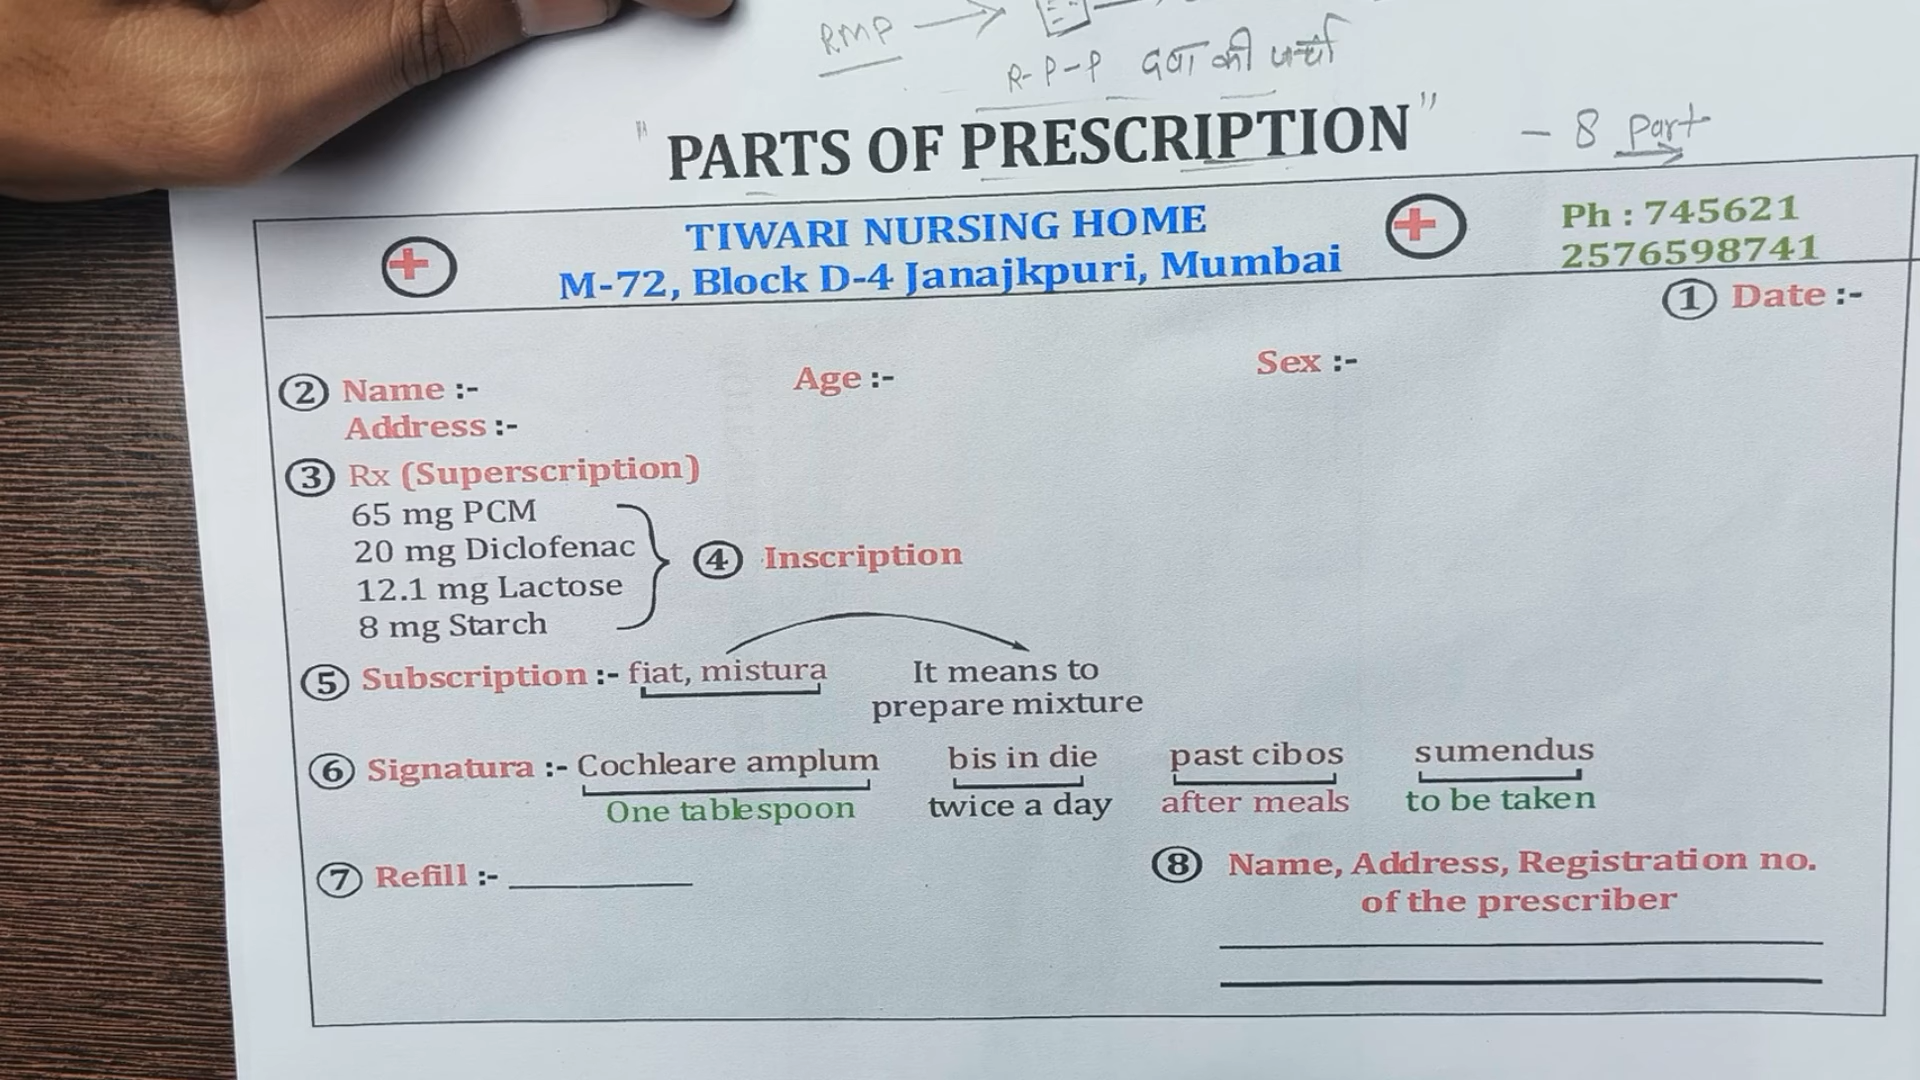 RMP
R-P-P दवा की पर्चा
"PARTS OF PRESCRIPTION" - 8 Part
TIWARI NURSING HOME
M-72, Block D-4 Janajkpuri, Mumbai
Ph : 745621
2576598741
1 Date :-
2 Name :- Age :- Sex :-
Address :-
3 Rx (Superscription)
65 mg PCM
20 mg Diclofenac
12.1 mg Lactose
8 mg Starch
4 Inscription
5 Subscription :- fiat, mistura It means to
prepare mixture
6 Signatura :- Cochleare amplum bis in die past cibos sumendus
One tablespoon twice a day after meals to be taken
7 Refill :-
8 Name, Address, Registration no.
of the prescriber